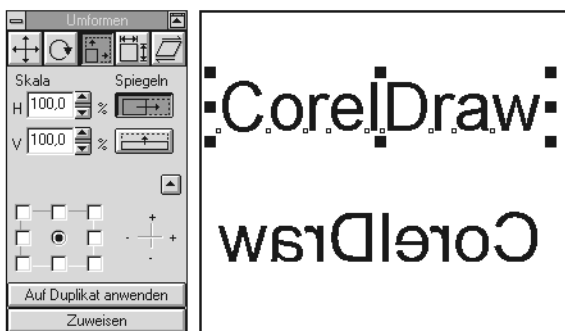 Umformen
Skala Spiegeln
H 100,0 %
V 100,0 %
Auf Duplikat anwenden
Zuweisen
CorelDraw
CorelDraw